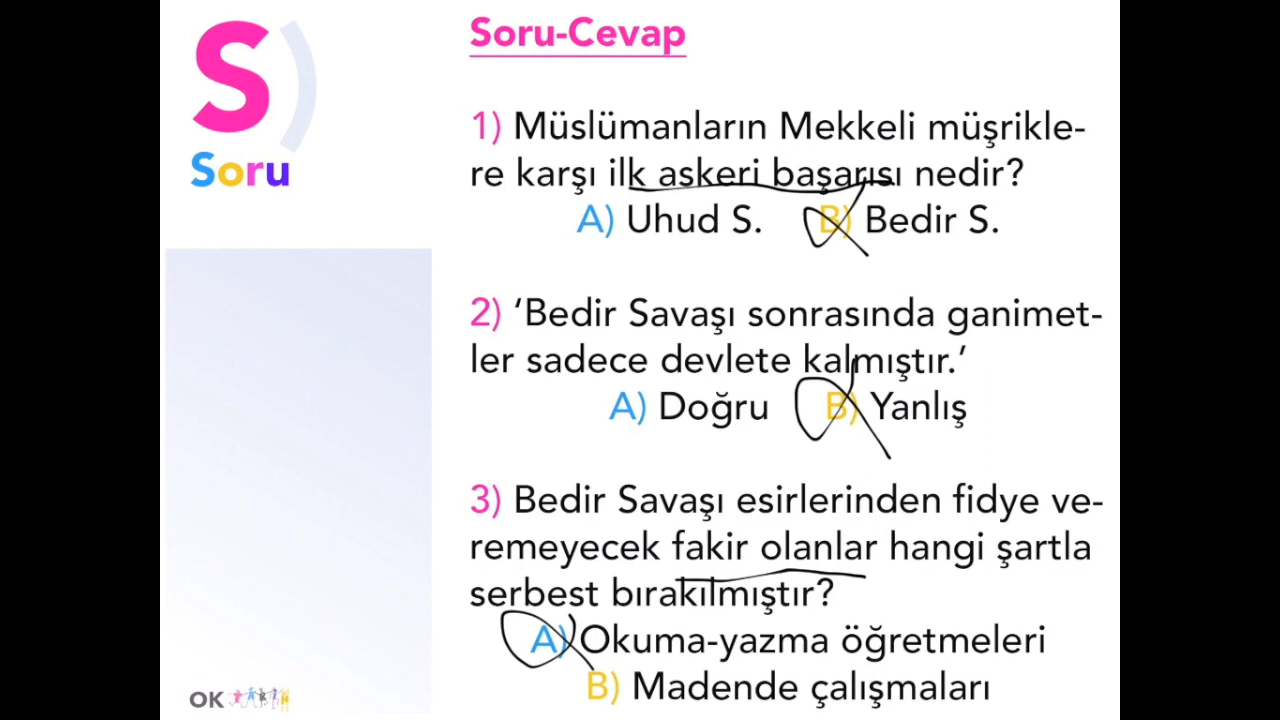 S)
Soru
Soru-Cevap
1) Müslümanların Mekkeli müşrikle-
re karşı ilk askeri başarısı nedir?
A) Uhud S. B) Bedir S.
2) ‘Bedir Savaşı sonrasında ganimet-
ler sadece devlete kalmıştır.’
A) Doğru B) Yanlış
3) Bedir Savaşı esirlerinden fidye ve-
remeyecek fakir olanlar hangi şartla
serbest bırakılmıştır?
A) Okuma-yazma öğretmeleri
B) Madende çalışmaları
OK